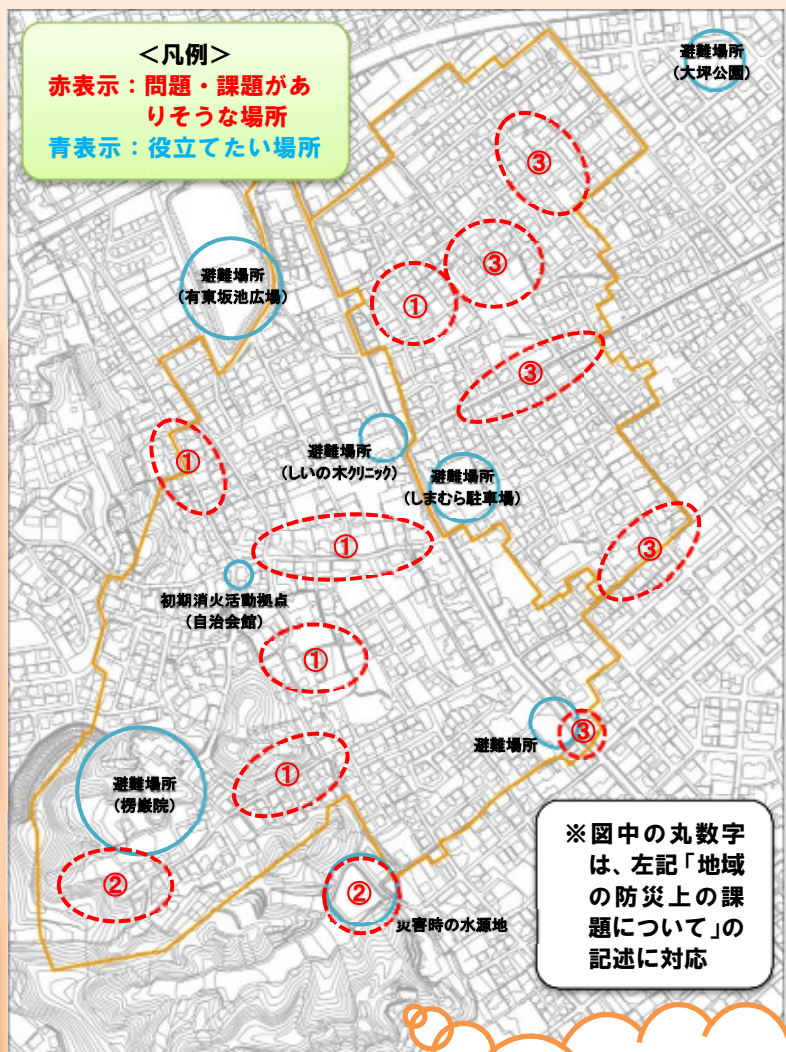 <凡例>
赤表示：問題・課題があ
りそうな場所
青表示：役立てたい場所
避難場所
(大坪公園)
③
避難場所
(有東坂池広場)
③
①
③
①
避難場所
(しいの木クリニック)
避難場所
(しまむら駐車場)
①
③
初期消火活動拠点
(自治会館)
①
避難場所
③
①
避難場所
(楞厳院)
②
②
災害時の水源地
※図中の丸数字
は、左記「地域
の防災上の課
題について」の
記述に対応